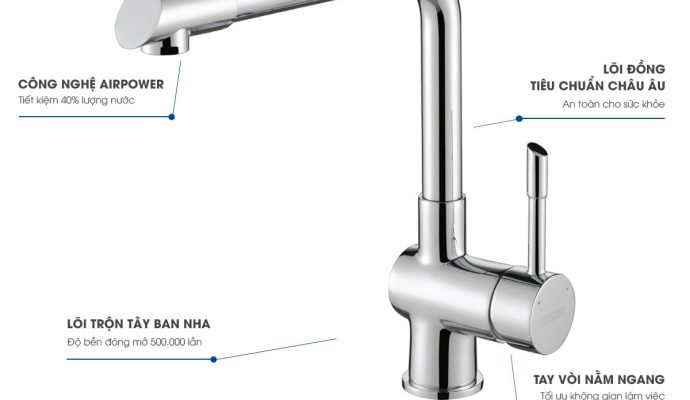 CÔNG NGHỆ AIRPOWER
Tiết kiệm 40% lượng nước
LÕI ĐỒNG
TIÊU CHUẨN CHÂU ÂU
An toàn cho sức khỏe
LÕI TRỘN TÂY BAN NHA
Độ bền đóng mở 500.000 lần
TAY VÒI NẰM NGANG
Tối ưu không gian làm việc